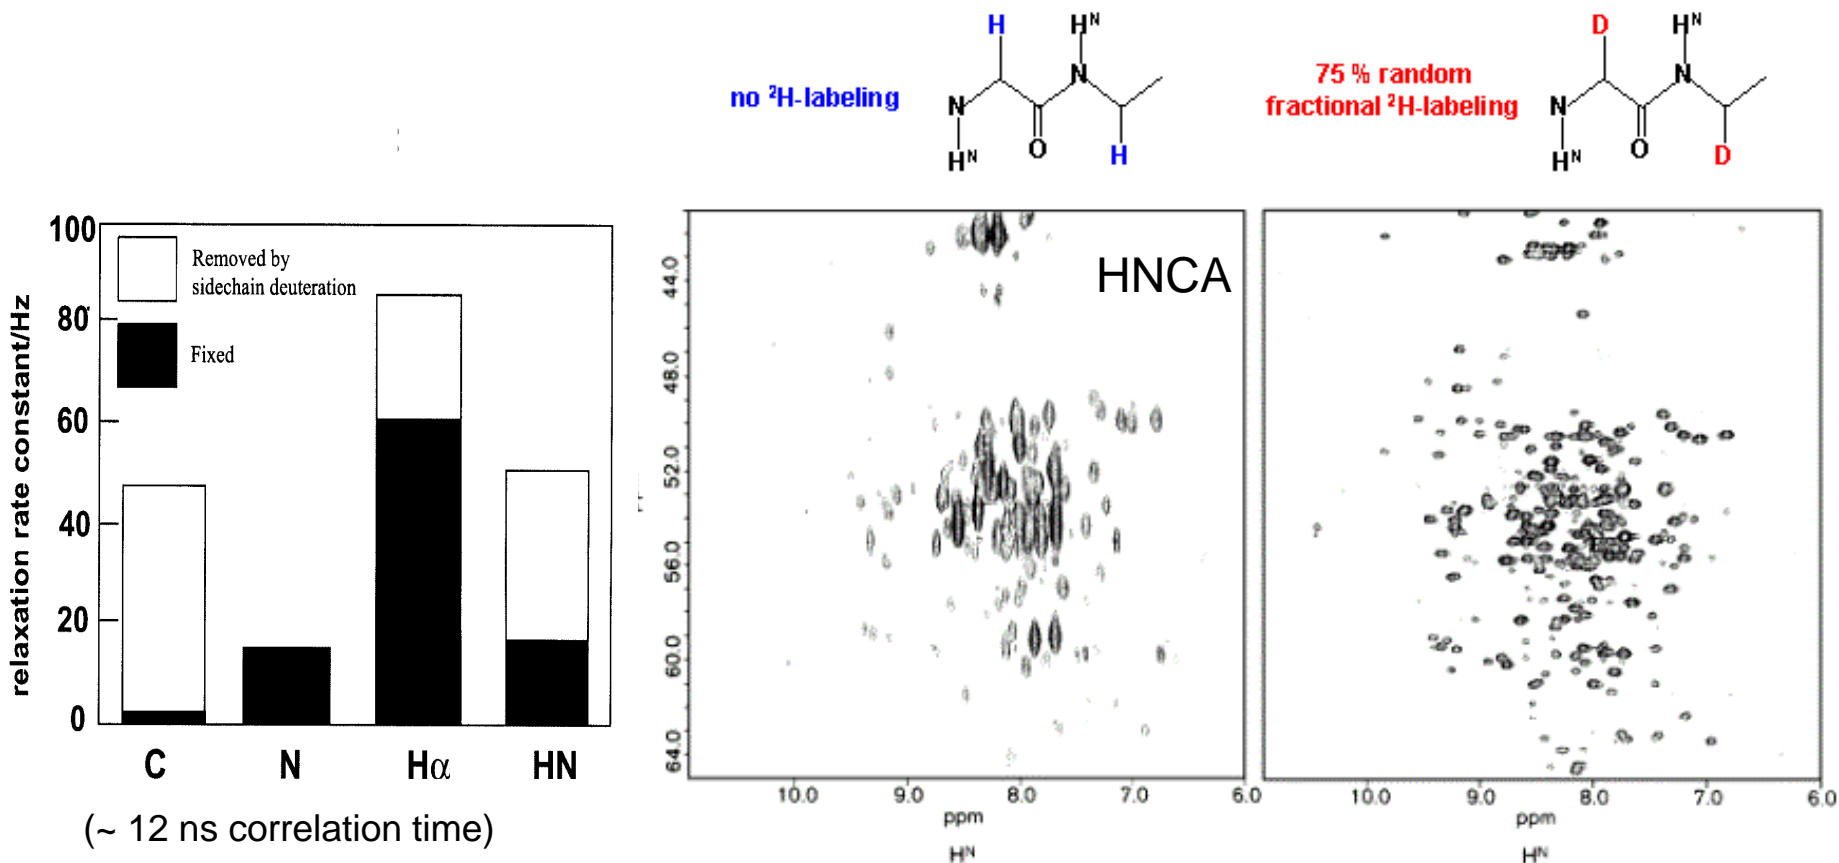 100
80
60
40
20
0
relaxation rate constant/Hz
Removed by
sidechain deuteration
Fixed
C
N
Hα
HN
(~ 12 ns correlation time)
no ²H-labeling
H
Hᴺ
N
N
Hᴺ
O
H
75 % random
fractional ²H-labeling
D
Hᴺ
N
N
Hᴺ
O
D
HNCA
44.0
48.0
52.0
56.0
60.0
64.0
10.0
9.0
8.0
7.0
6.0
ppm
Hᴺ
10.0
9.0
8.0
7.0
6.0
ppm
Hᴺ